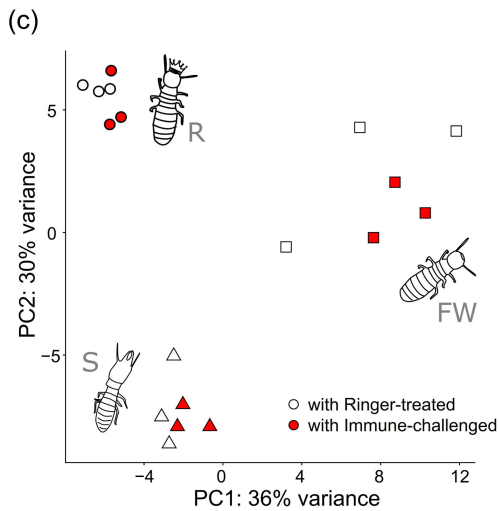 (c)
5
0
−5
−4
0
4
8
12
PC2: 30% variance
PC1: 36% variance
R
FW
S
with Ringer-treated
with Immune-challenged